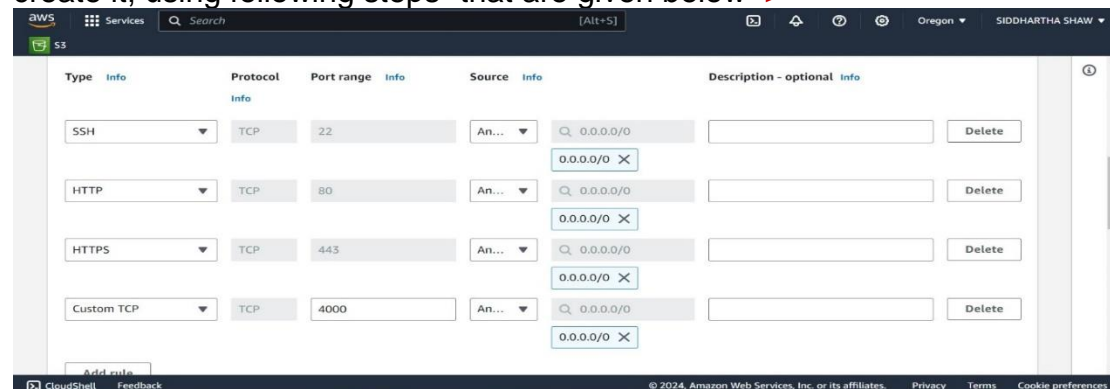 create it, using following steps that are given below
aws Services Search [Alt+S] Oregon SIDDHARTHA SHAW
S3
Type Info Protocol Info Port range Info Source Info Description - optional Info
SSH TCP 22 An... 0.0.0.0/0 Delete
0.0.0.0/0
HTTP TCP 80 An... 0.0.0.0/0 Delete
0.0.0.0/0
HTTPS TCP 443 An... 0.0.0.0/0 Delete
0.0.0.0/0
Custom TCP TCP 4000 An... 0.0.0.0/0 Delete
0.0.0.0/0
Add rule
CloudShell Feedback © 2024, Amazon Web Services, Inc. or its affiliates. Privacy Terms Cookie preferences